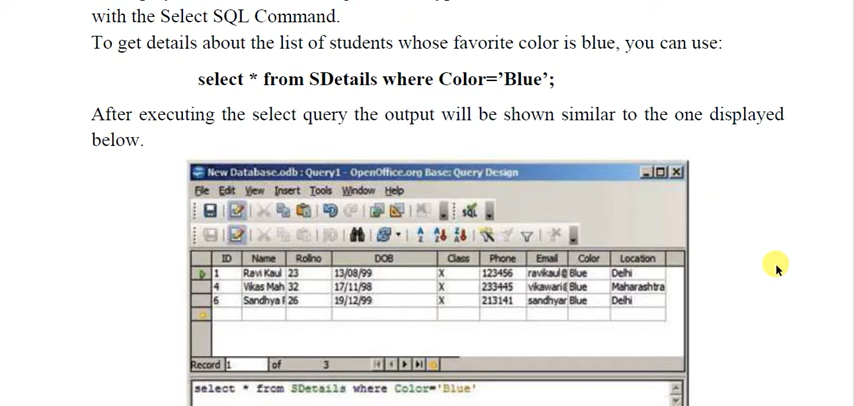 with the Select SQL Command.
To get details about the list of students whose favorite color is blue, you can use:
select * from SDetails where Color=’Blue’;
After executing the select query the output will be shown similar to the one displayed
below.
New Database.odb : Query1 - OpenOffice.org Base: Query Design
File Edit View Insert Tools Window Help
SQL
ID Name Rollno DOB Class Phone Email Color Location
1 Ravi Kaul 23 13/08/99 X 123456 ravikaul@ Blue Delhi
4 Vikas Mah 32 17/11/98 X 233445 vikawari@ Blue Maharashtra
6 Sandhya 26 19/12/99 X 213141 sandhyar Blue Delhi
Record 1 of 3
select * from SDetails where Color='Blue'